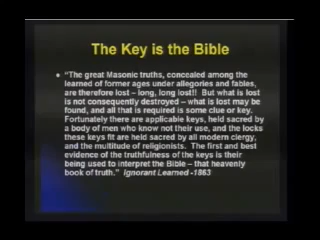 The Key is the Bible
• "The great Masonic truths, concealed among the
learned of former ages under allegories and fables,
are therefore lost – long, long lost!!  But what is lost
is not consequently destroyed – what is lost may be
found, and all that is required is some clue or key.
Fortunately there are applicable keys, held sacred by
a body of men who know not their use, and the locks
these keys fit are held sacred by all modern clergy,
and the multitude of religionists.  The first and best
evidence of the truthfulness of the keys is their
being used to interpret the Bible – that heavenly
book of truth."  Ignorant Learned -1863